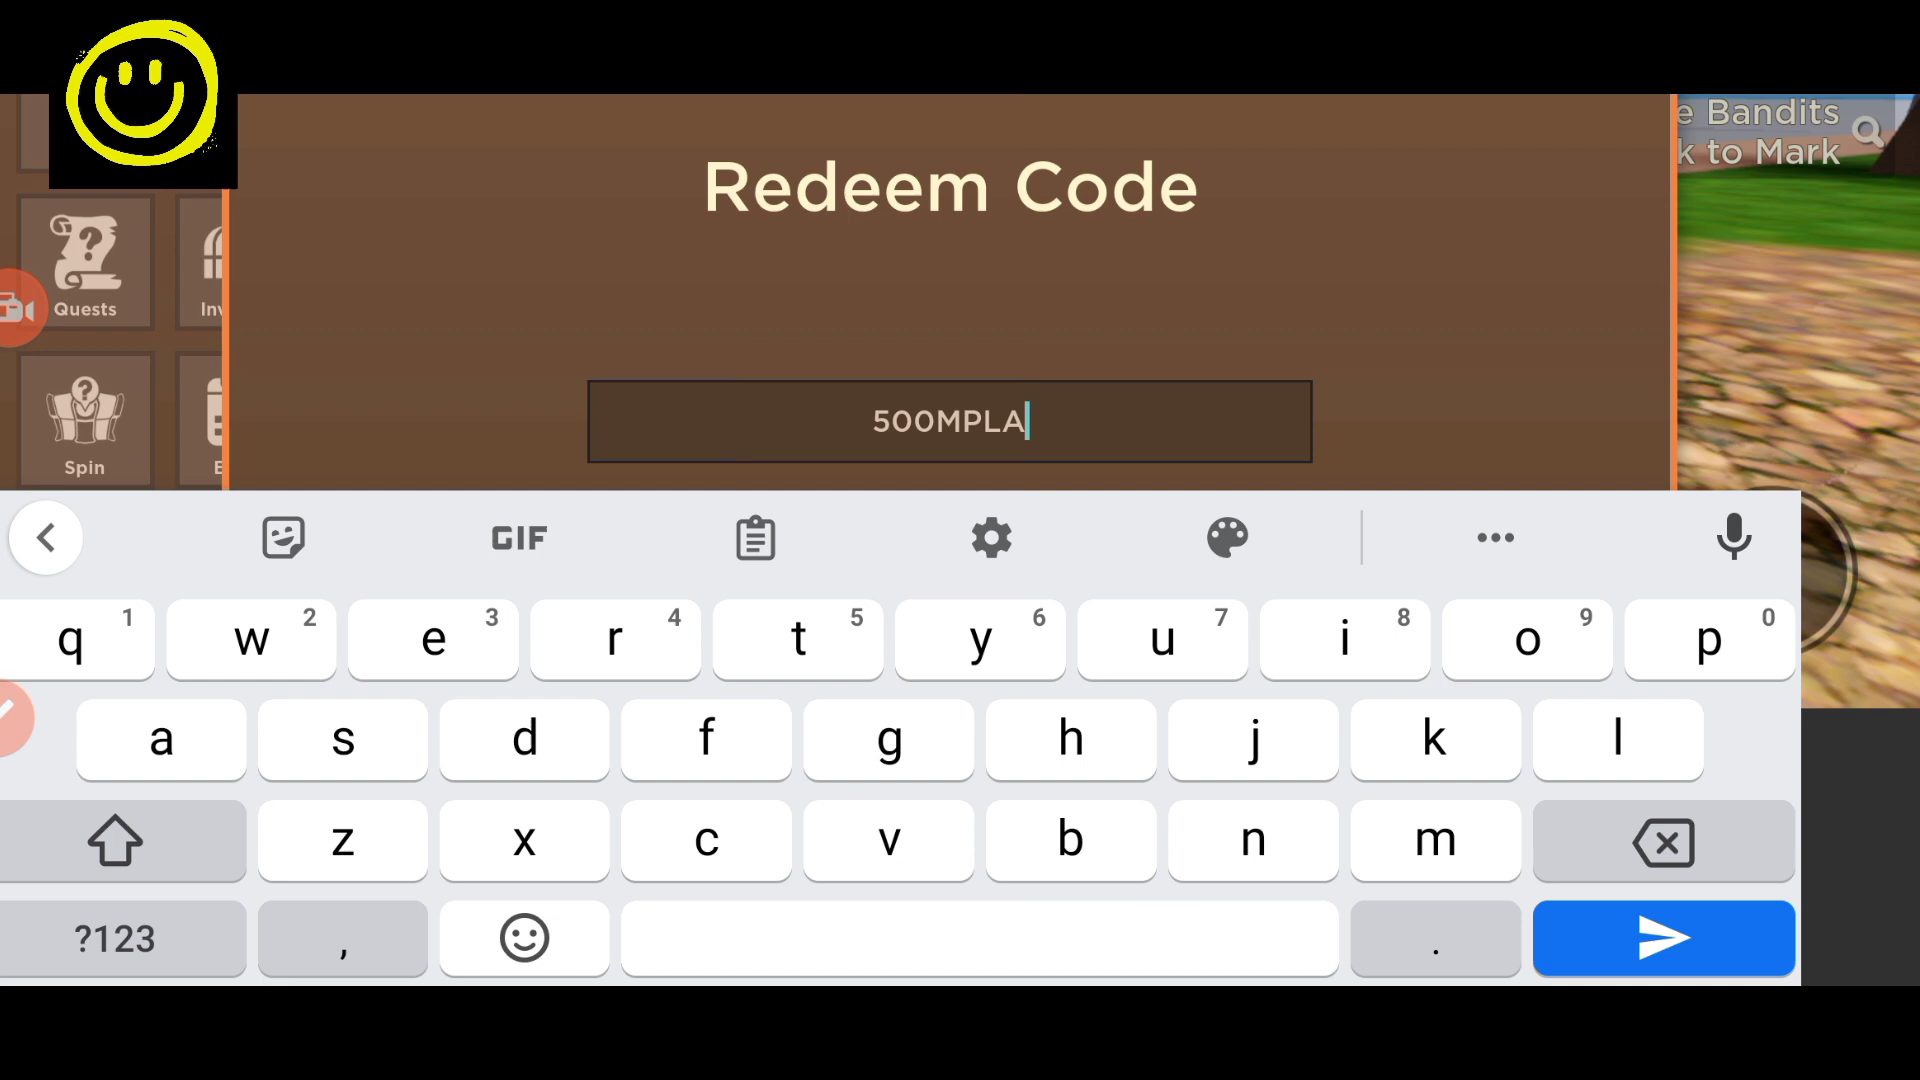 Redeem Code
e Bandits
k to Mark
Quests
Inv
500MPLA
Spin
E
GIF
q 1 w 2 e 3 r 4 t 5 y 6 u 7 i 8 o 9 p 0
a s d f g h j k l
z x c v b n m
?123 , .